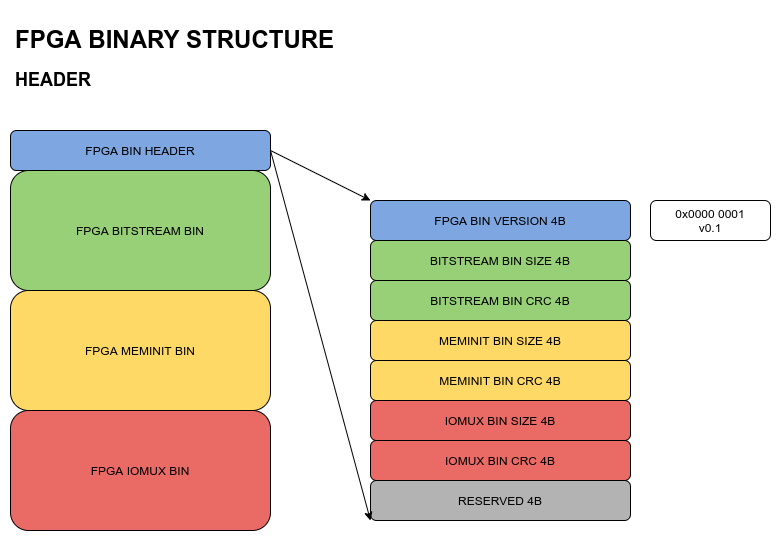 FPGA BINARY STRUCTURE
HEADER
FPGA BIN HEADER
FPGA BITSTREAM BIN
FPGA MEMINIT BIN
FPGA IOMUX BIN
FPGA BIN VERSION 4B
BITSTREAM BIN SIZE 4B
BITSTREAM BIN CRC 4B
MEMINIT BIN SIZE 4B
MEMINIT BIN CRC 4B
IOMUX BIN SIZE 4B
IOMUX BIN CRC 4B
RESERVED 4B
0x0000 0001
v0.1